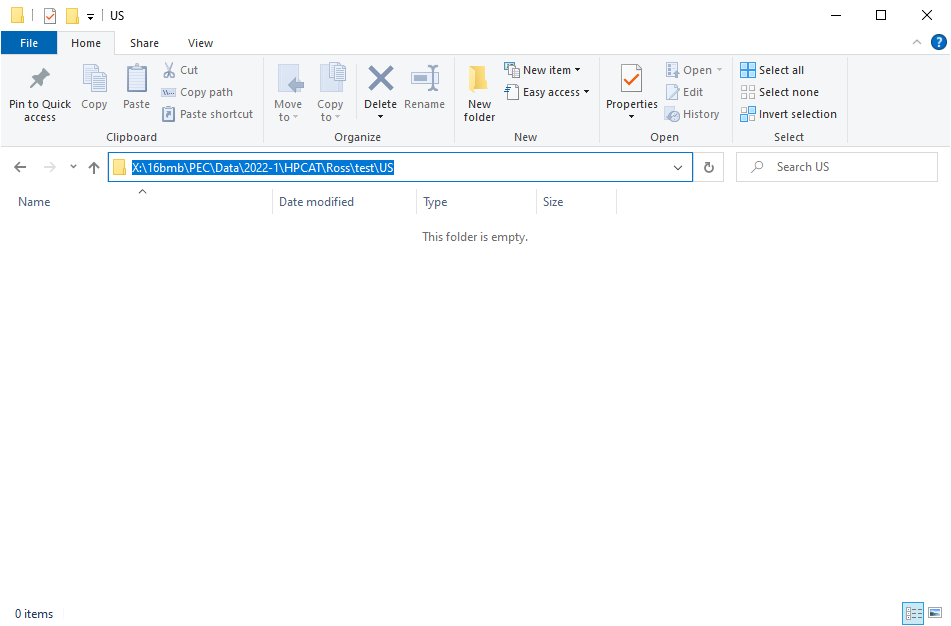 US
File Home Share View
Pin to Quick access
Copy
Paste
Cut
Copy path
Paste shortcut
Clipboard
Move to
Copy to
Delete
Rename
Organize
New folder
New item
Easy access
New
Properties
Open
Edit
History
Open
Select all
Select none
Invert selection
Select
X:\16bmb\PEC\Data\2022-1\HPCAT\Ross\test\US
Search US
Name Date modified Type Size
This folder is empty.
0 items